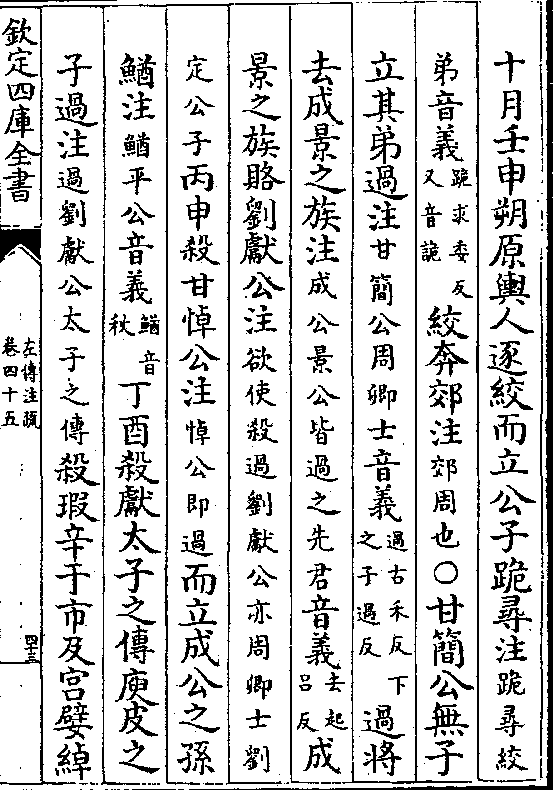 十月壬申朔原輿人逐絞而立公子跪尋注跪尋絞
弟音義跪求委反又音詭絞奔郊注郊周也〇甘簡公無子
立其弟過注甘簡公周卿士音義過古禾反下之子過反過將
去成景之族注成公景公皆過之先君音義去起吕反成
景之族賂劉獻公注欲使殺過劉獻公亦周卿士劉
定公子丙申殺甘悼公注悼公即過而立成公之孫
鰌注鰌平公音義鰌音秋丁酉殺獻太子之傅庾皮之
子過注過劉獻公太子之傅殺瑕辛于市及宫嬖綽
欽定四庫全書
左傳注疏
卷四十五
四十三